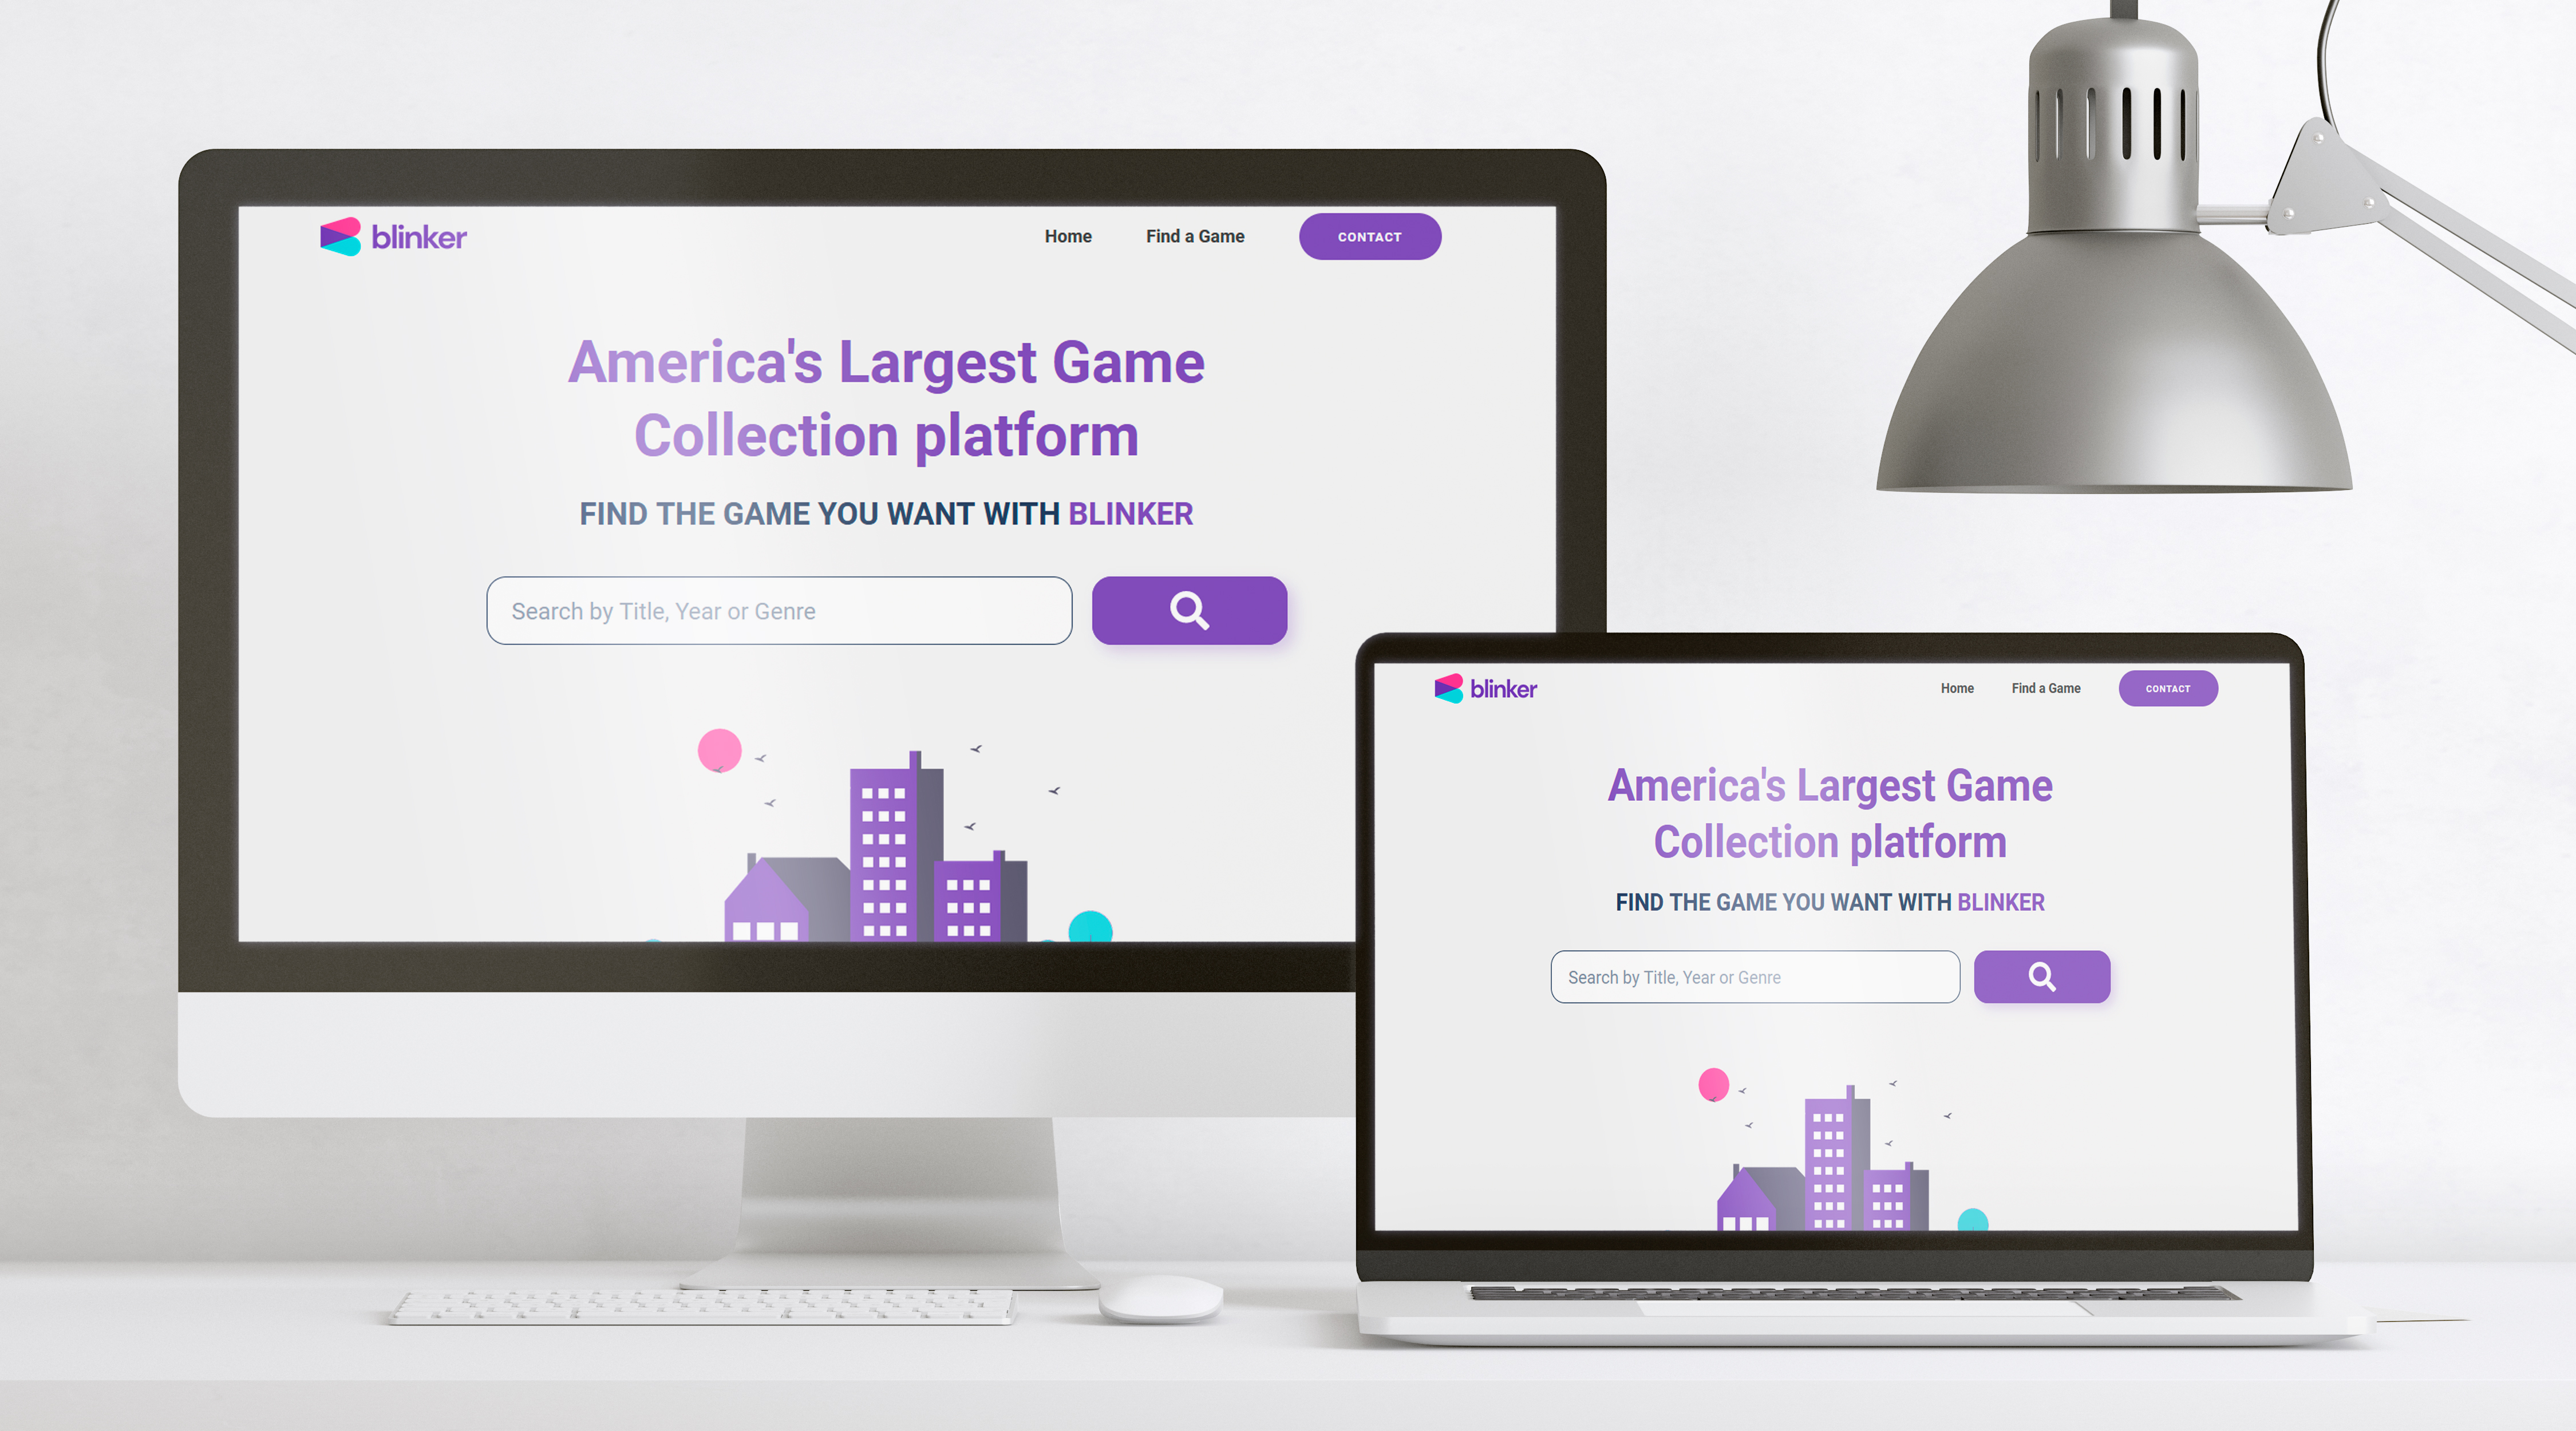 blinker
Home
Find a Game
CONTACT
America's Largest Game
Collection platform
FIND THE GAME YOU WANT WITH BLINKER
Search by Title, Year or Genre
blinker
Home
Find a Game
CONTACT
America's Largest Game
Collection platform
FIND THE GAME YOU WANT WITH BLINKER
Search by Title, Year or Genre